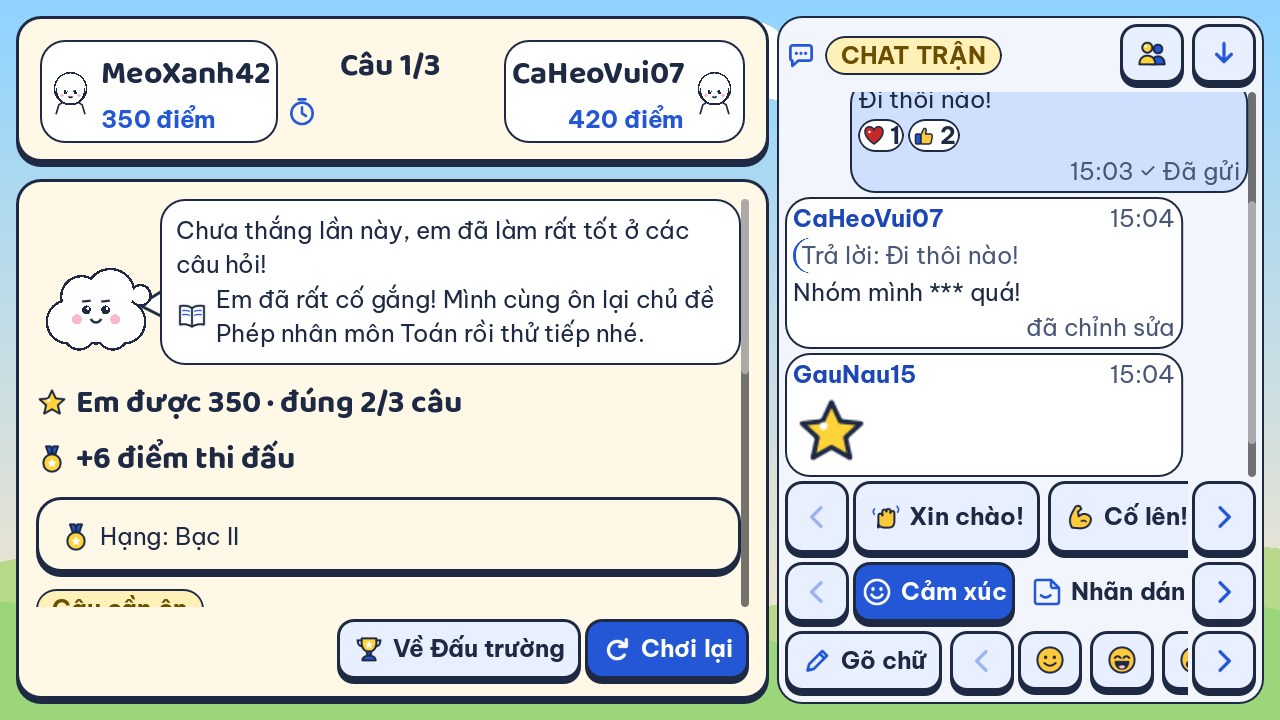 MeoXanh42
350 điểm
Câu 1/3
CaHeoVui07
420 điểm
Chưa thắng lần này, em đã làm rất tốt ở các
câu hỏi!
Em đã rất cố gắng! Mình cùng ôn lại chủ đề
Phép nhân môn Toán rồi thử tiếp nhé.
Em được 350 · đúng 2/3 câu
+6 điểm thi đấu
Hạng: Bạc II
Câu cần ôn
Về Đấu trường
Chơi lại
CHAT TRẬN
Đi thôi nào!
1
2
15:03 ✓ Đã gửi
CaHeoVui07 15:04
Trả lời: Đi thôi nào!
Nhóm mình *** quá!
đã chỉnh sửa
GauNau15 15:04
Xin chào!
Cố lên!
Cảm xúc
Nhãn dán
Gõ chữ